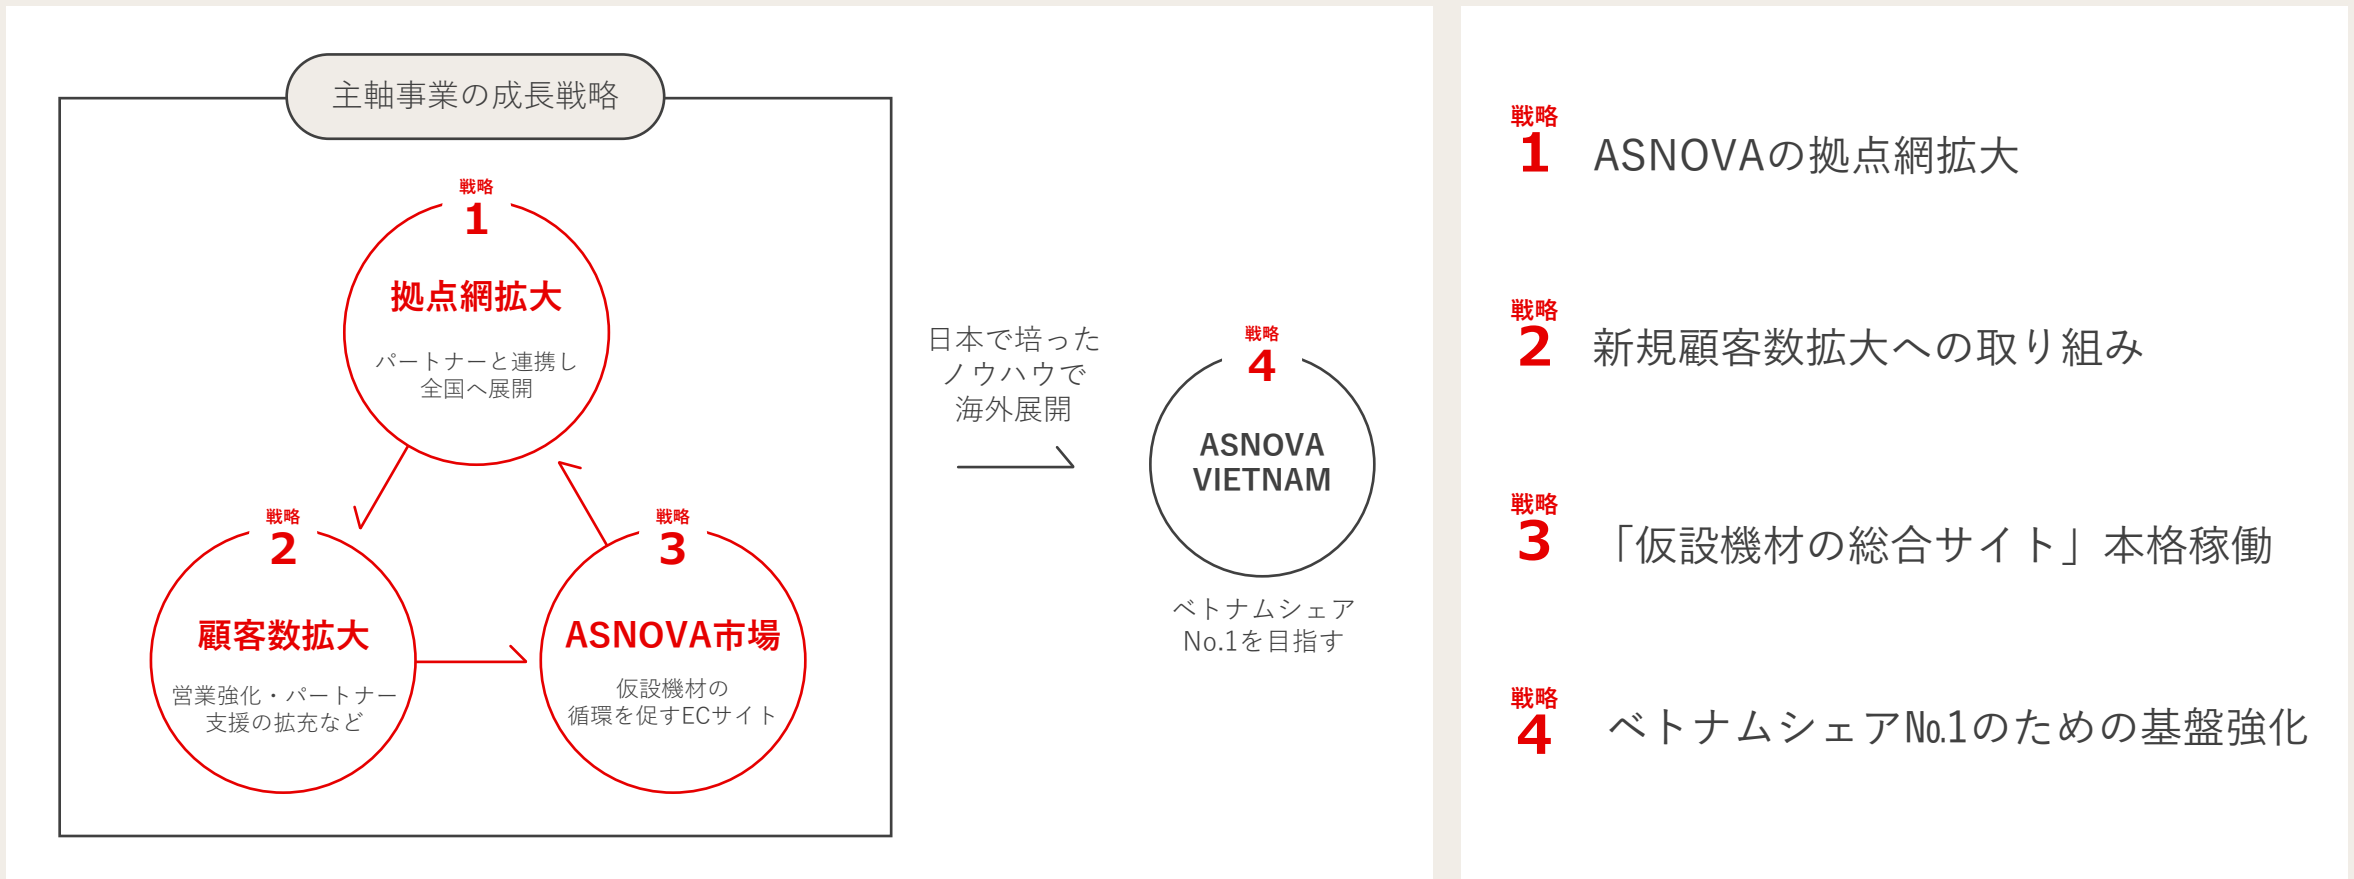 主軸事業の成長戦略
戦略
1
拠点網拡大
パートナーと連携し
全国へ展開
戦略
2
顧客数拡大
営業強化・パートナー
支援の拡充など
戦略
3
ASNOVA市場
仮設機材の
循環を促すECサイト
日本で培った
ノウハウで
海外展開
戦略
4
ASNOVA
VIETNAM
ベトナムシェア
No.1を目指す
戦略
1
ASNOVAの拠点網拡大
戦略
2
新規顧客数拡大への取り組み
戦略
3
「仮設機材の総合サイト」本格稼働
戦略
4
ベトナムシェア№1のための基盤強化